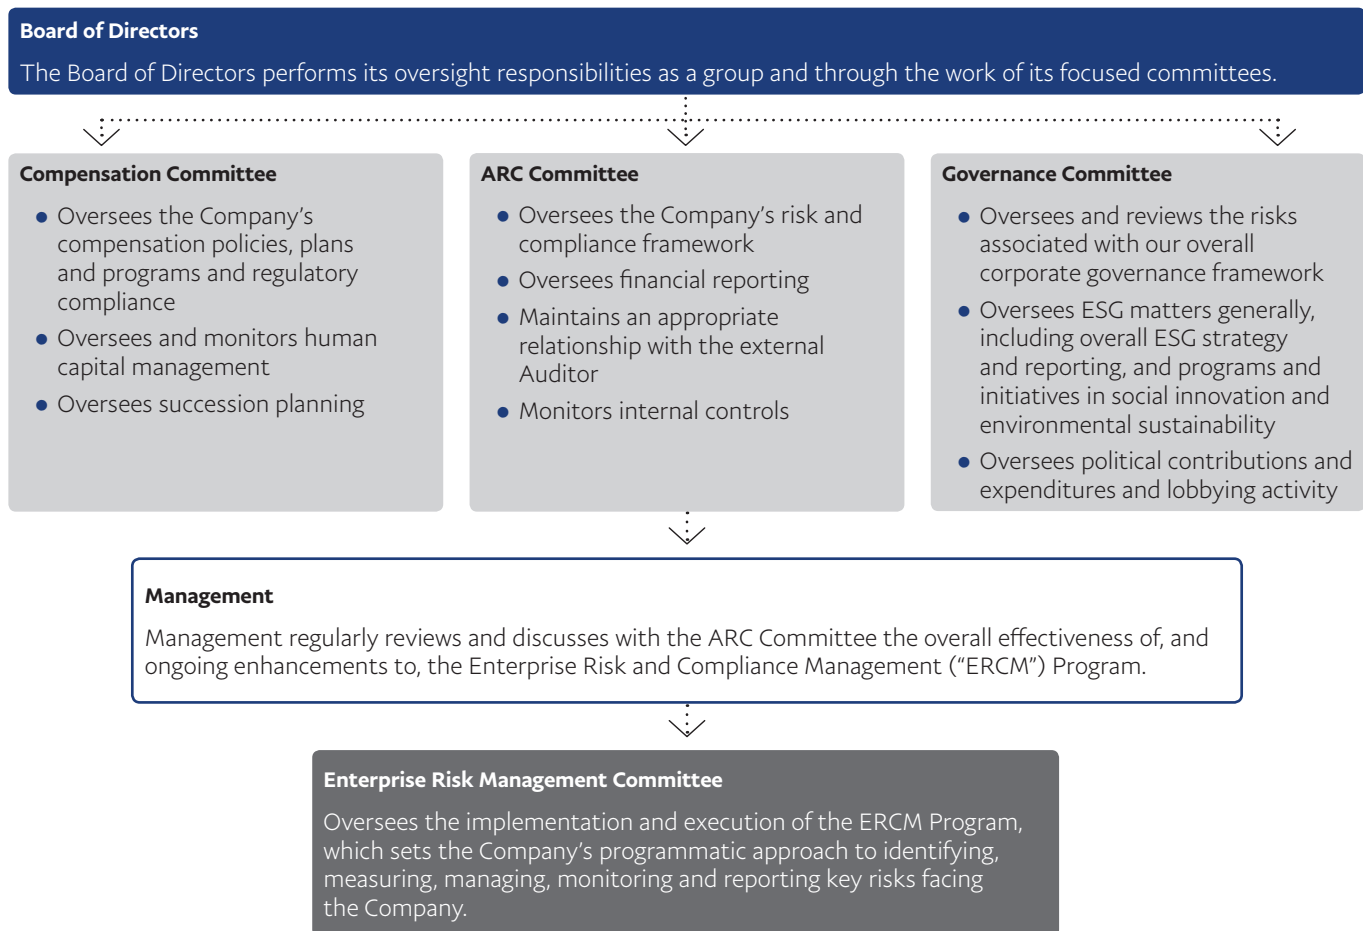 Board of Directors
The Board of Directors performs its oversight responsibilities as a group and through the work of its focused committees.
Compensation Committee
• Oversees the Company’s
compensation policies, plans
and programs and regulatory
compliance
• Oversees and monitors human
capital management
• Oversees succession planning
ARC Committee
• Oversees the Company’s risk and
compliance framework
• Oversees financial reporting
• Maintains an appropriate
relationship with the external
Auditor
• Monitors internal controls
Governance Committee
• Oversees and reviews the risks
associated with our overall
corporate governance framework
• Oversees ESG matters generally,
including overall ESG strategy
and reporting, and programs and
initiatives in social innovation and
environmental sustainability
• Oversees political contributions and
expenditures and lobbying activity
Management
Management regularly reviews and discusses with the ARC Committee the overall effectiveness of, and
ongoing enhancements to, the Enterprise Risk and Compliance Management (“ERCM”) Program.
Enterprise Risk Management Committee
Oversees the implementation and execution of the ERCM Program,
which sets the Company’s programmatic approach to identifying,
measuring, managing, monitoring and reporting key risks facing
the Company.